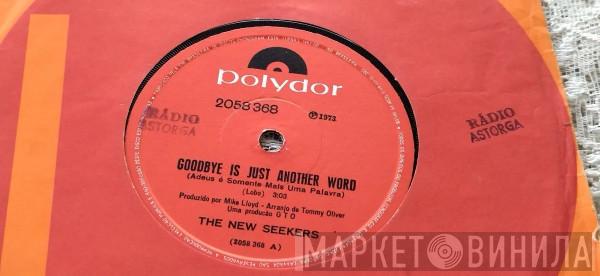 polydor
2058 368
℗ 1973
RÁDIO
ASTORGA
RÁDIO
ASTORGA
GOODBYE IS JUST ANOTHER WORD
(Adeus é Somente Mais Uma Palavra)
(Lobo) 3:03
Produzido por Mike Lloyd - Arranjo de Tommy Oliver
Uma produção G T O
THE NEW SEEKERS
(2058 368 A)
МАРКЕТ ВИНИЛА